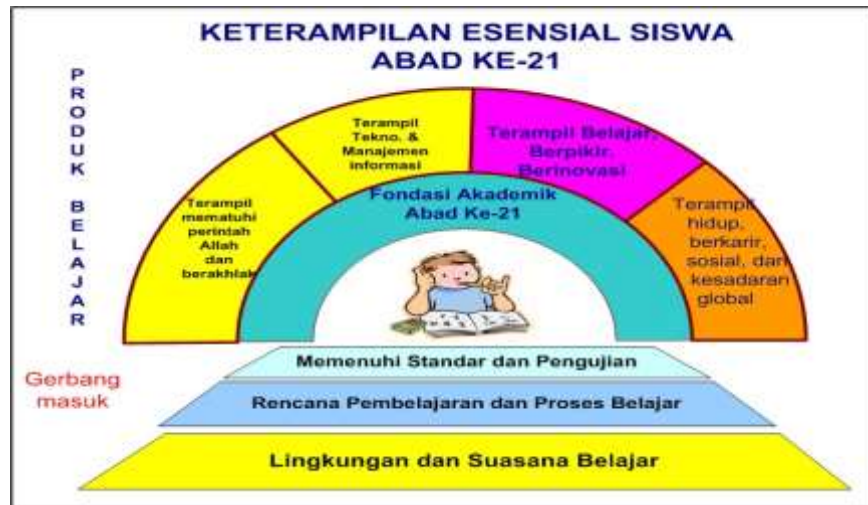 KETERAMPILAN ESENSIAL SISWA
ABAD KE-21
PRODUK BELAJAR
Terampil
mematuhi
perintah
Allah
dan
berakhlak
Terampil
Tekno. &
Manajemen
informasi
Terampil Belajar,
Berpikir,
Berinovasi
Terampil
hidup,
berkarir,
sosial, dan
kesadaran
global
Fondasi Akademik
Abad Ke-21
Gerbang
masuk
Memenuhi Standar dan Pengujian
Rencana Pembelajaran dan Proses Belajar
Lingkungan dan Suasana Belajar